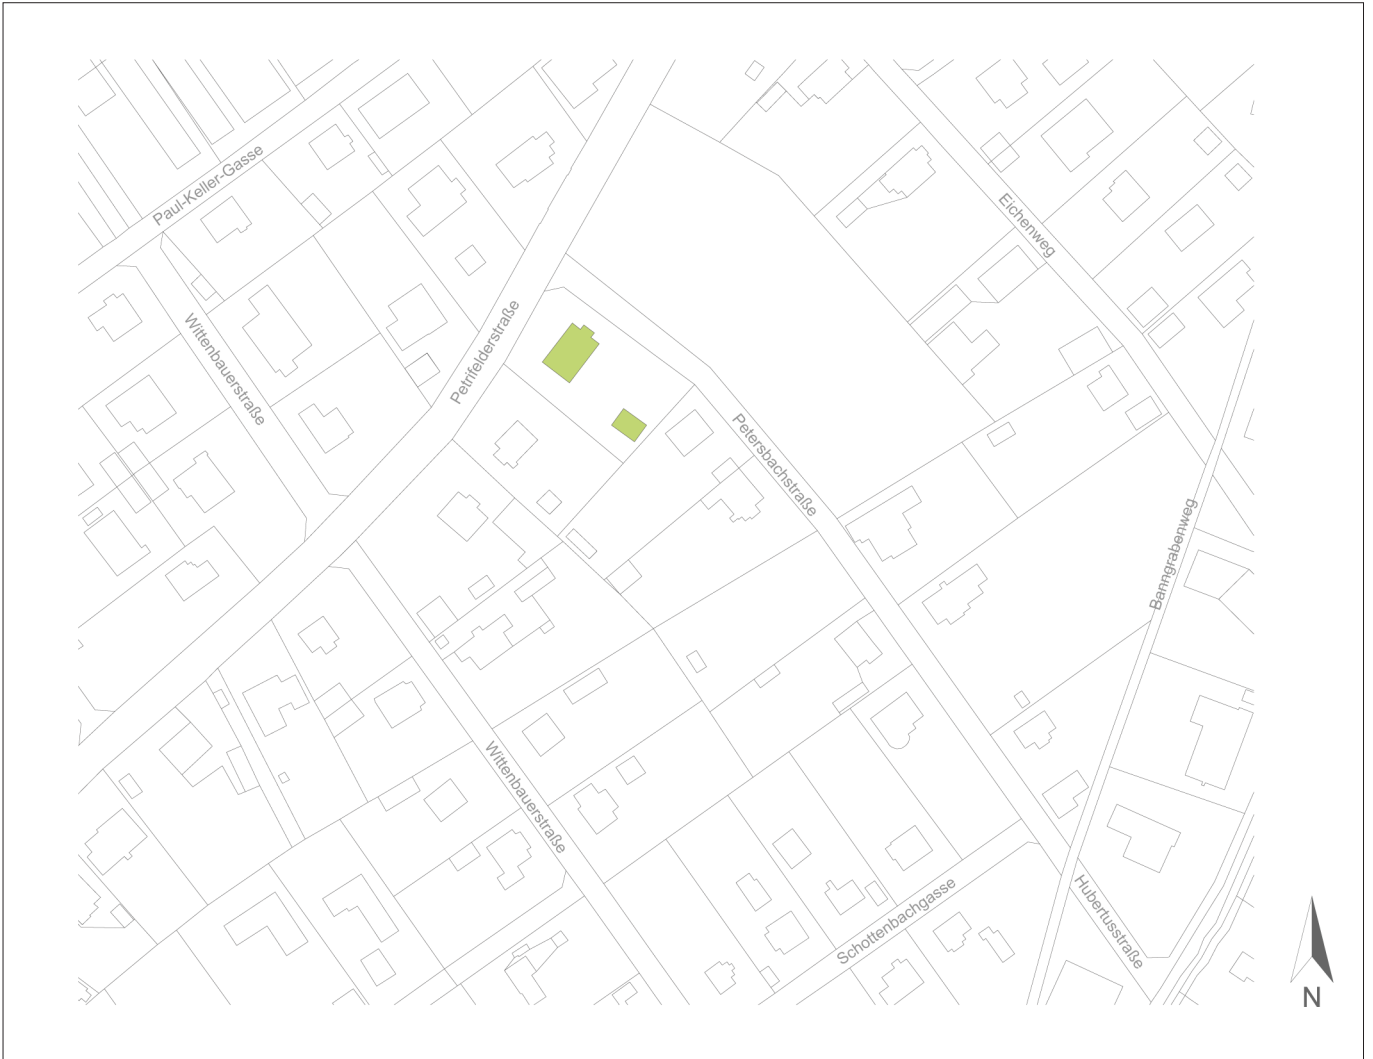 Paul-Keller-Gasse
Eichenweg
Wittenbauerstraße
Petrifelderstraße
Petersbachstraße
Banngrabenweg
Wittenbauerstraße
Schottenbachgasse
Hubertusstraße
N